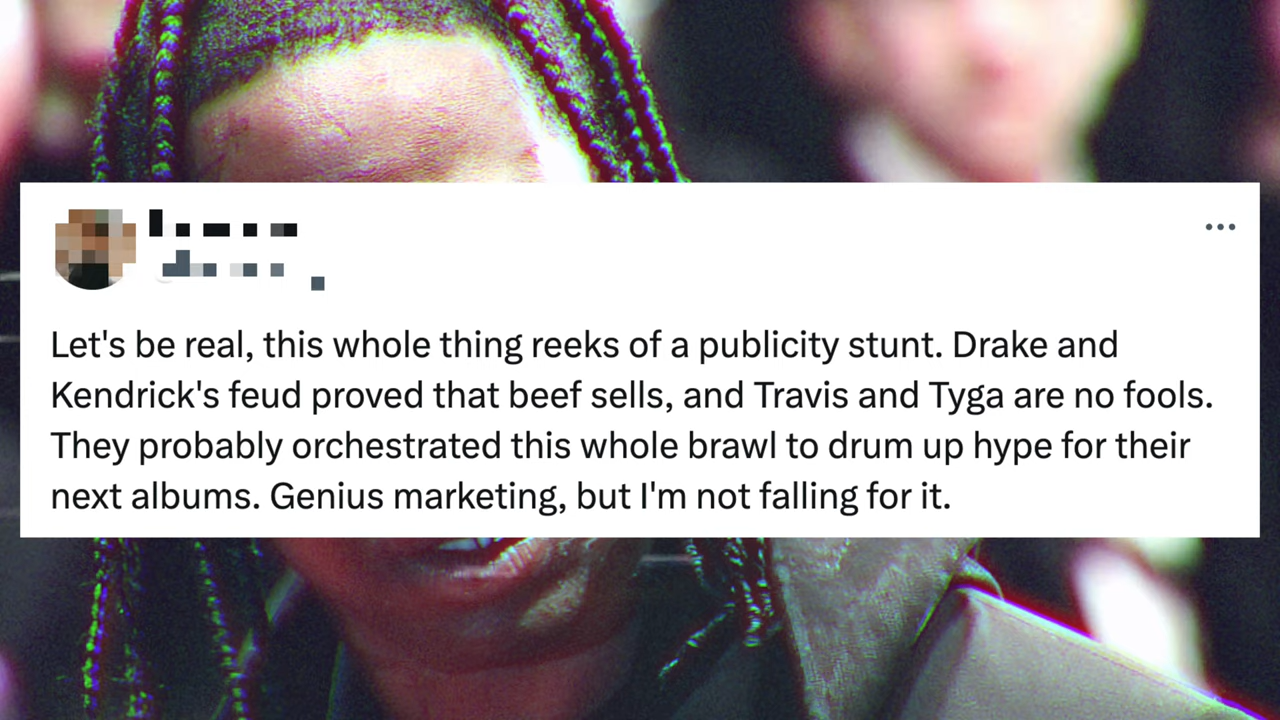 Let's be real, this whole thing reeks of a publicity stunt. Drake and
Kendrick's feud proved that beef sells, and Travis and Tyga are no fools.
They probably orchestrated this whole brawl to drum up hype for their
next albums. Genius marketing, but I'm not falling for it.